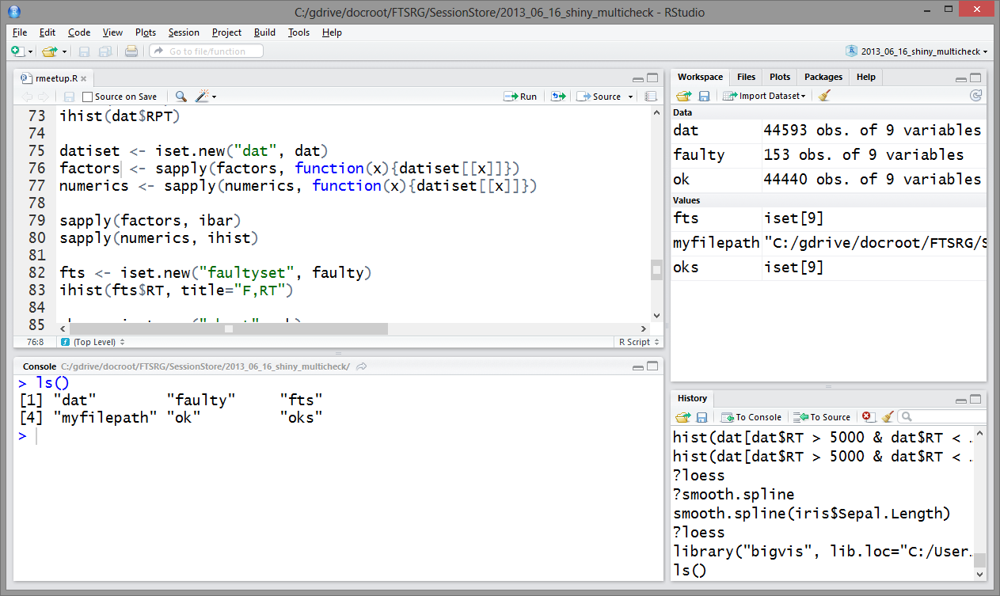 C:/gdrive/docroot/FTSRG/SessionStore/2013_06_16_shiny_multicheck - RStudio
File Edit Code View Plots Session Project Build Tools Help
Go to file/function
2013_06_16_shiny_multicheck
rmeetup.R
Source on Save
Run
Source
73 ihist(dat$RPT)
74
75 datiset <- iset.new("dat", dat)
76 factors <- sapply(factors, function(x){datiset[[x]]})
77 numerics <- sapply(numerics, function(x){datiset[[x]]})
78
79 sapply(factors, ibar)
80 sapply(numerics, ihist)
81
82 fts <- iset.new("faultyset", faulty)
83 ihist(fts$RT, title="F,RT")
84
85
76:8 (Top Level) R Script
Console C:/gdrive/docroot/FTSRG/SessionStore/2013_06_16_shiny_multicheck/
> ls()
[1] "dat" "faulty" "fts"
[4] "myfilepath" "ok" "oks"
>
Workspace Files Plots Packages Help
Import Dataset
Data
dat 44593 obs. of 9 variables
faulty 153 obs. of 9 variables
ok 44440 obs. of 9 variables
Values
fts iset[9]
myfilepath "C:/gdrive/docroot/FTSRG/S
oks iset[9]
History
To Console To Source
hist(dat[dat$RT > 5000 & dat$RT < …
hist(dat[dat$RT > 5000 & dat$RT < …
?loess
?smooth.spline
smooth.spline(iris$Sepal.Length)
?loess
library("bigvis", lib.loc="C:/User…
ls()